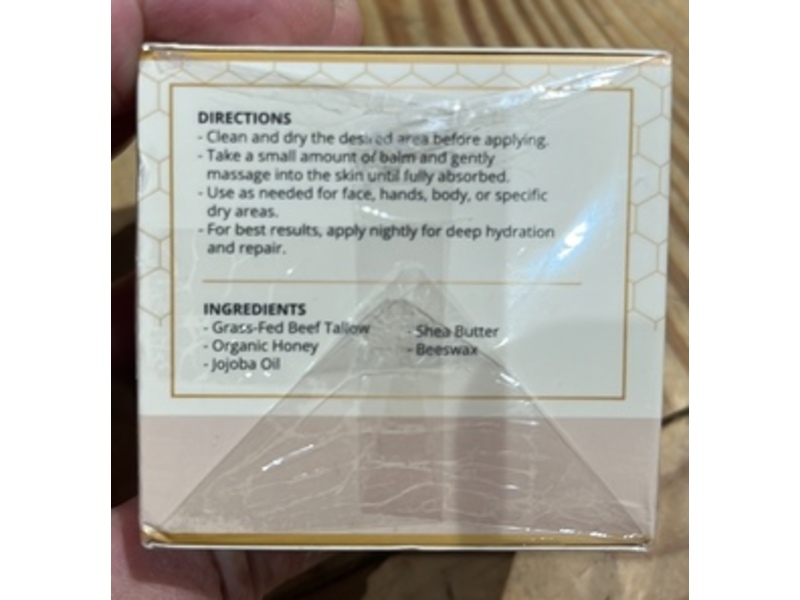 DIRECTIONS
- Clean and dry the desired area before applying.
- Take a small amount of balm and gently
massage into the skin until fully absorbed.
- Use as needed for face, hands, body, or specific
dry areas.
- For best results, apply nightly for deep hydration
and repair.
INGREDIENTS
- Grass-Fed Beef Tallow
- Organic Honey
- Jojoba Oil
- Shea Butter
- Beeswax